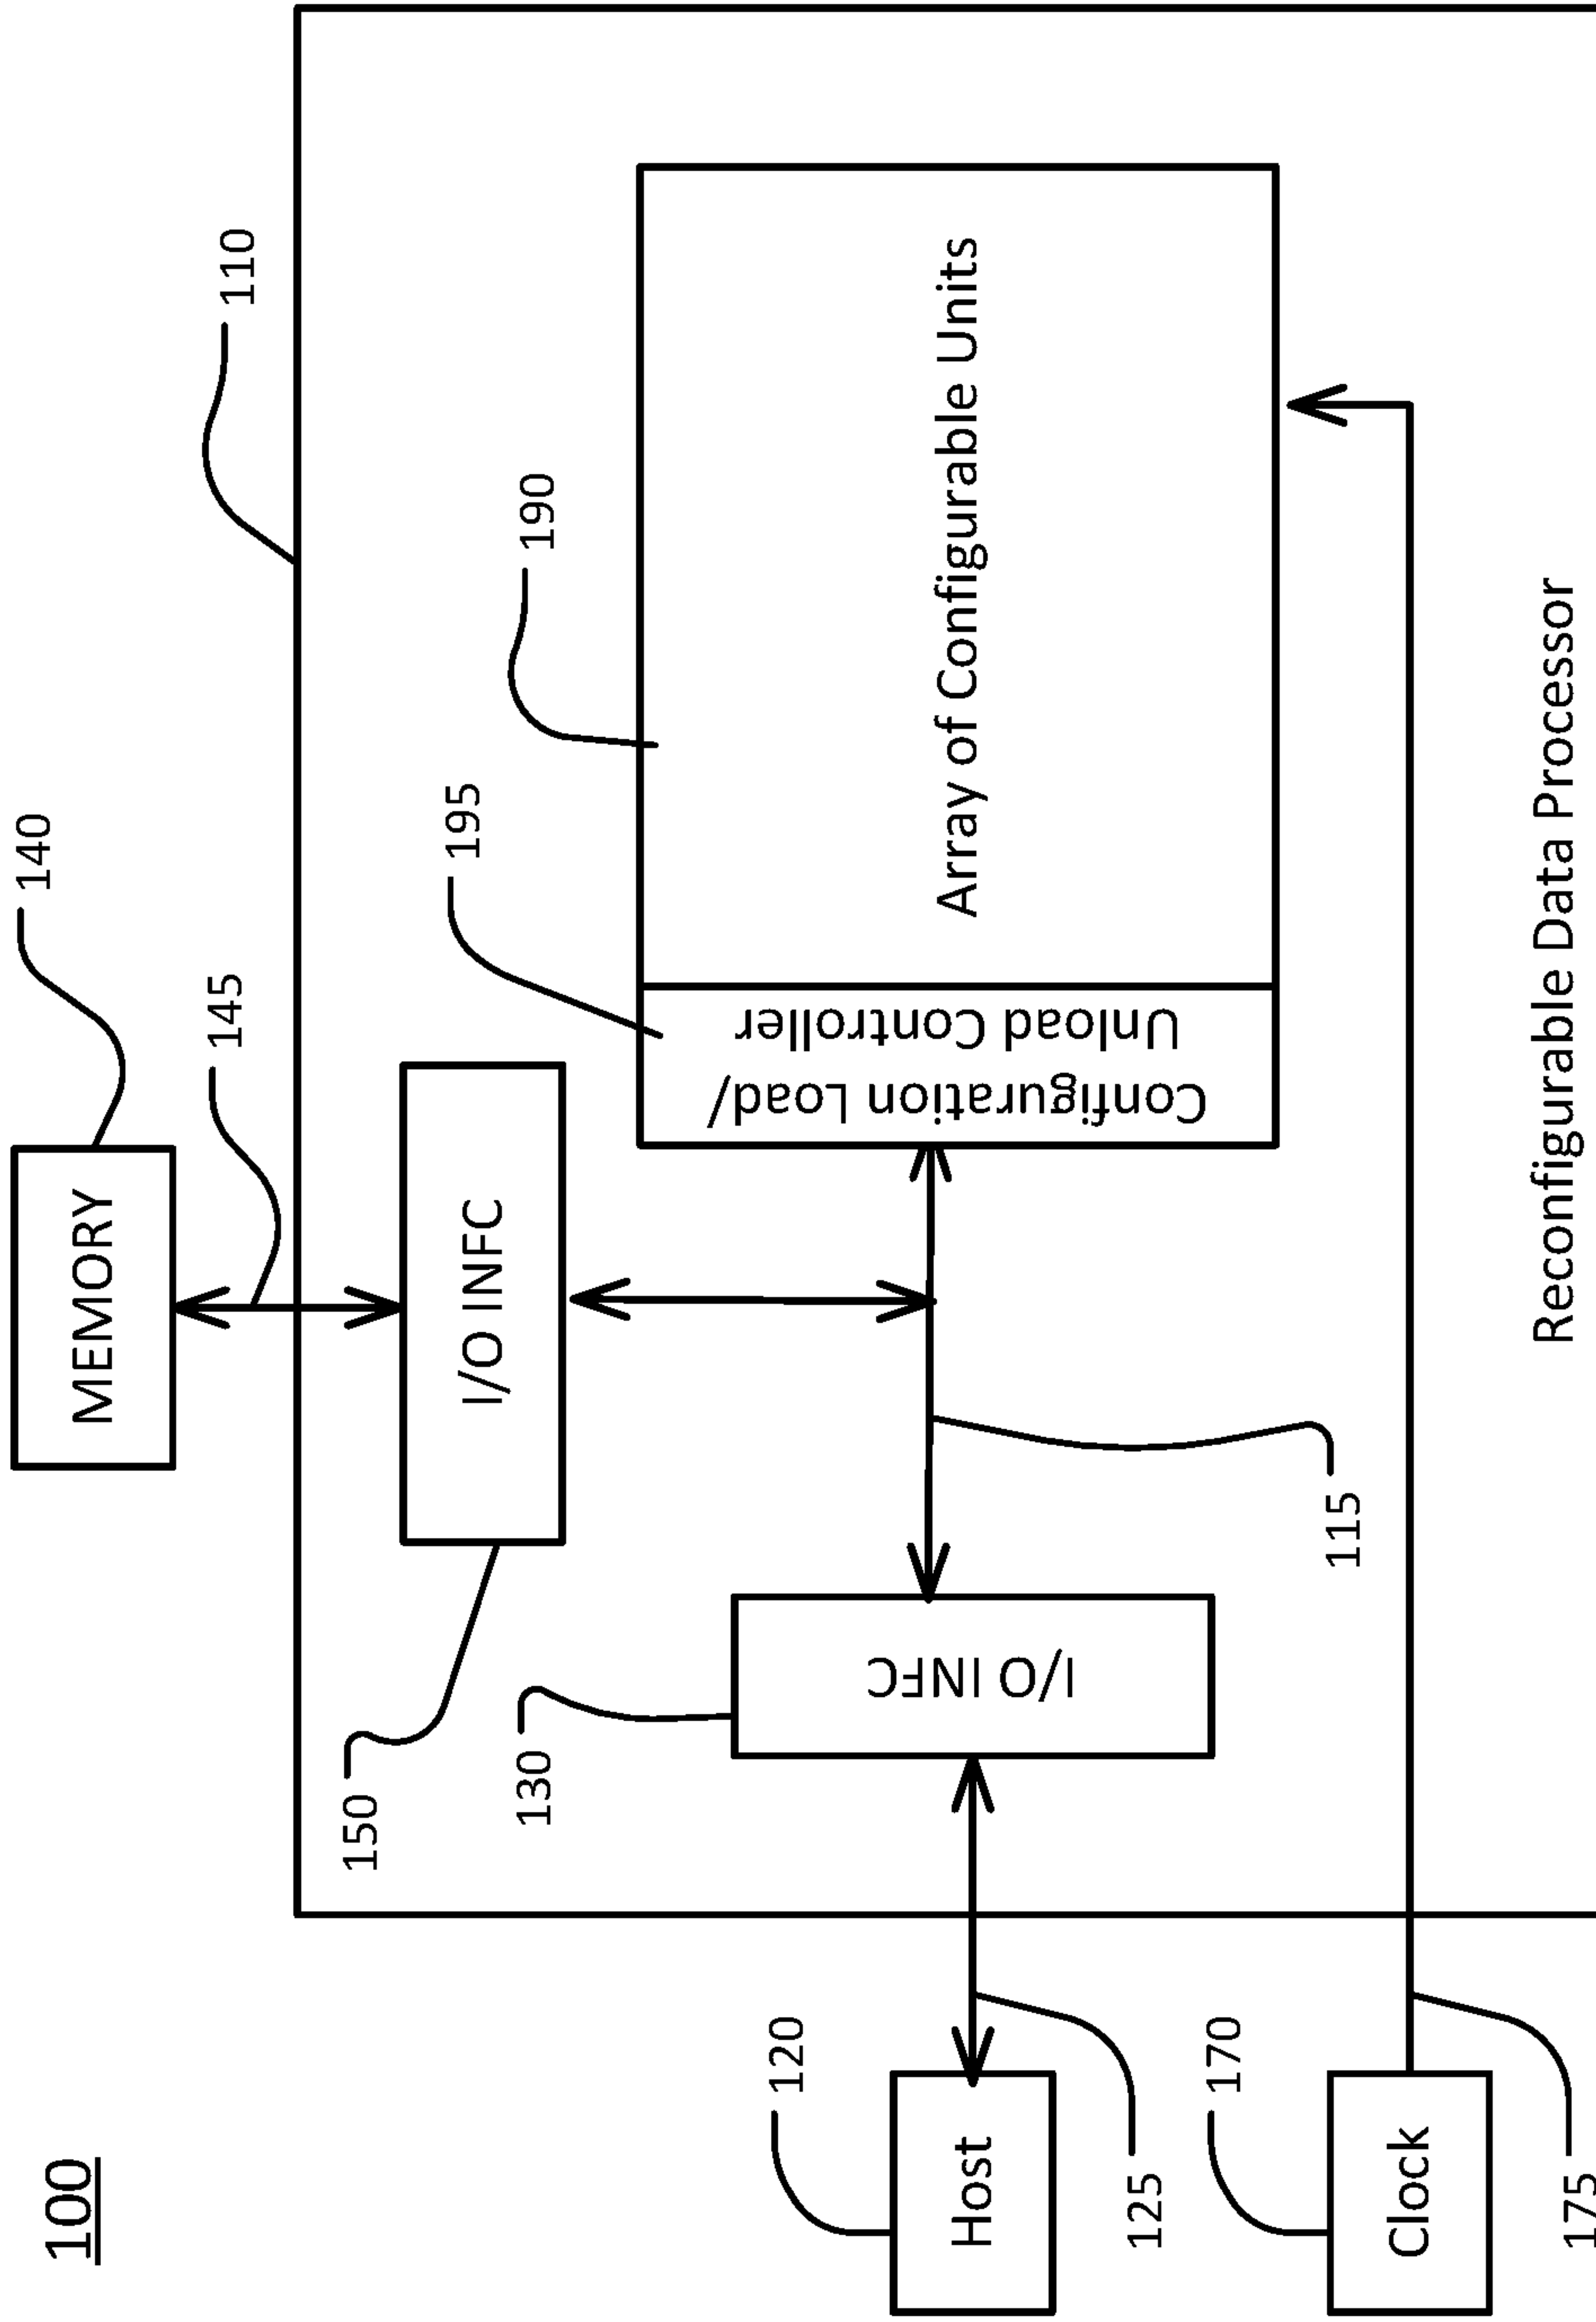 100
MEMORY
140
145
110
150
I/O INFC
195
190
130
I/O INFC
Configuration Load/
Unload Controller
Array of Configurable Units
120
Host
125
115
170
Clock
175
Reconfigurable Data Processor